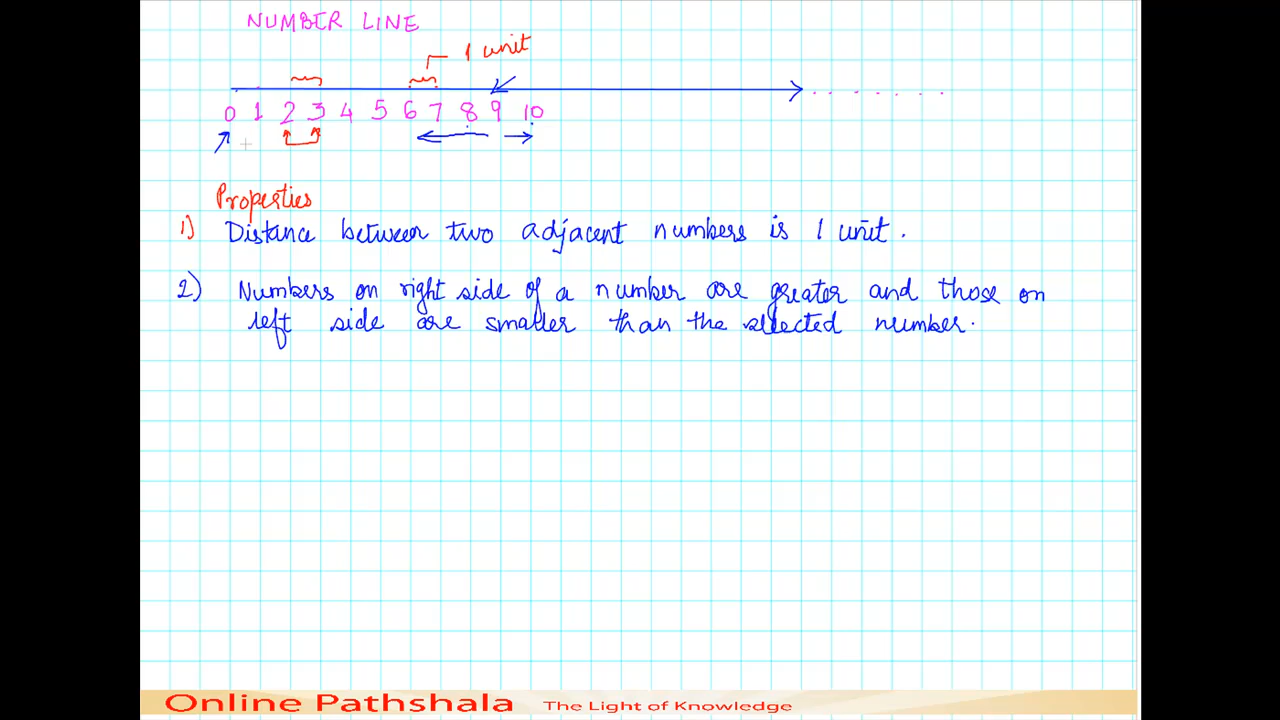 NUMBER LINE
1 unit
0 1 2 3 4 5 6 7 8 9 10
Properties
1) Distance between two adjacent numbers is 1 unit.
2) Numbers on right side of a number are greater and those on
left side are smaller than the selected number.
Online Pathshala The Light of Knowledge